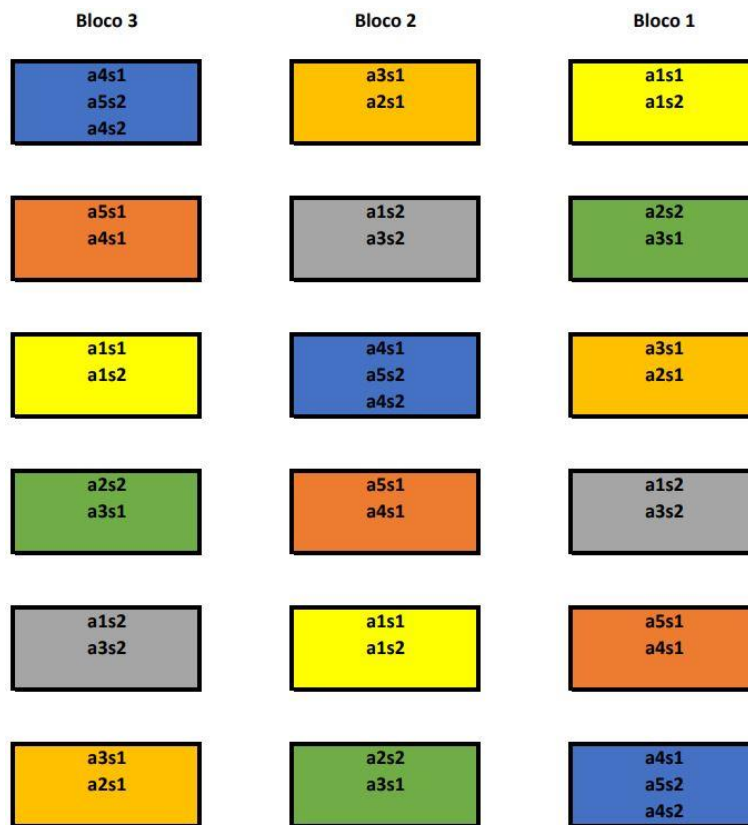 Bloco 3 Bloco 2 Bloco 1
a4s1 a3s1 a1s1
a5s2 a2s1 a1s2
a4s2
a5s1 a1s2 a2s2
a4s1 a3s2 a3s1
a1s1 a4s1 a3s1
a1s2 a5s2 a2s1
a4s2
a2s2 a5s1 a1s2
a3s1 a4s1 a3s2
a1s2 a1s1 a5s1
a3s2 a1s2 a4s1
a3s1 a2s2 a4s1
a2s1 a3s1 a5s2
a4s2